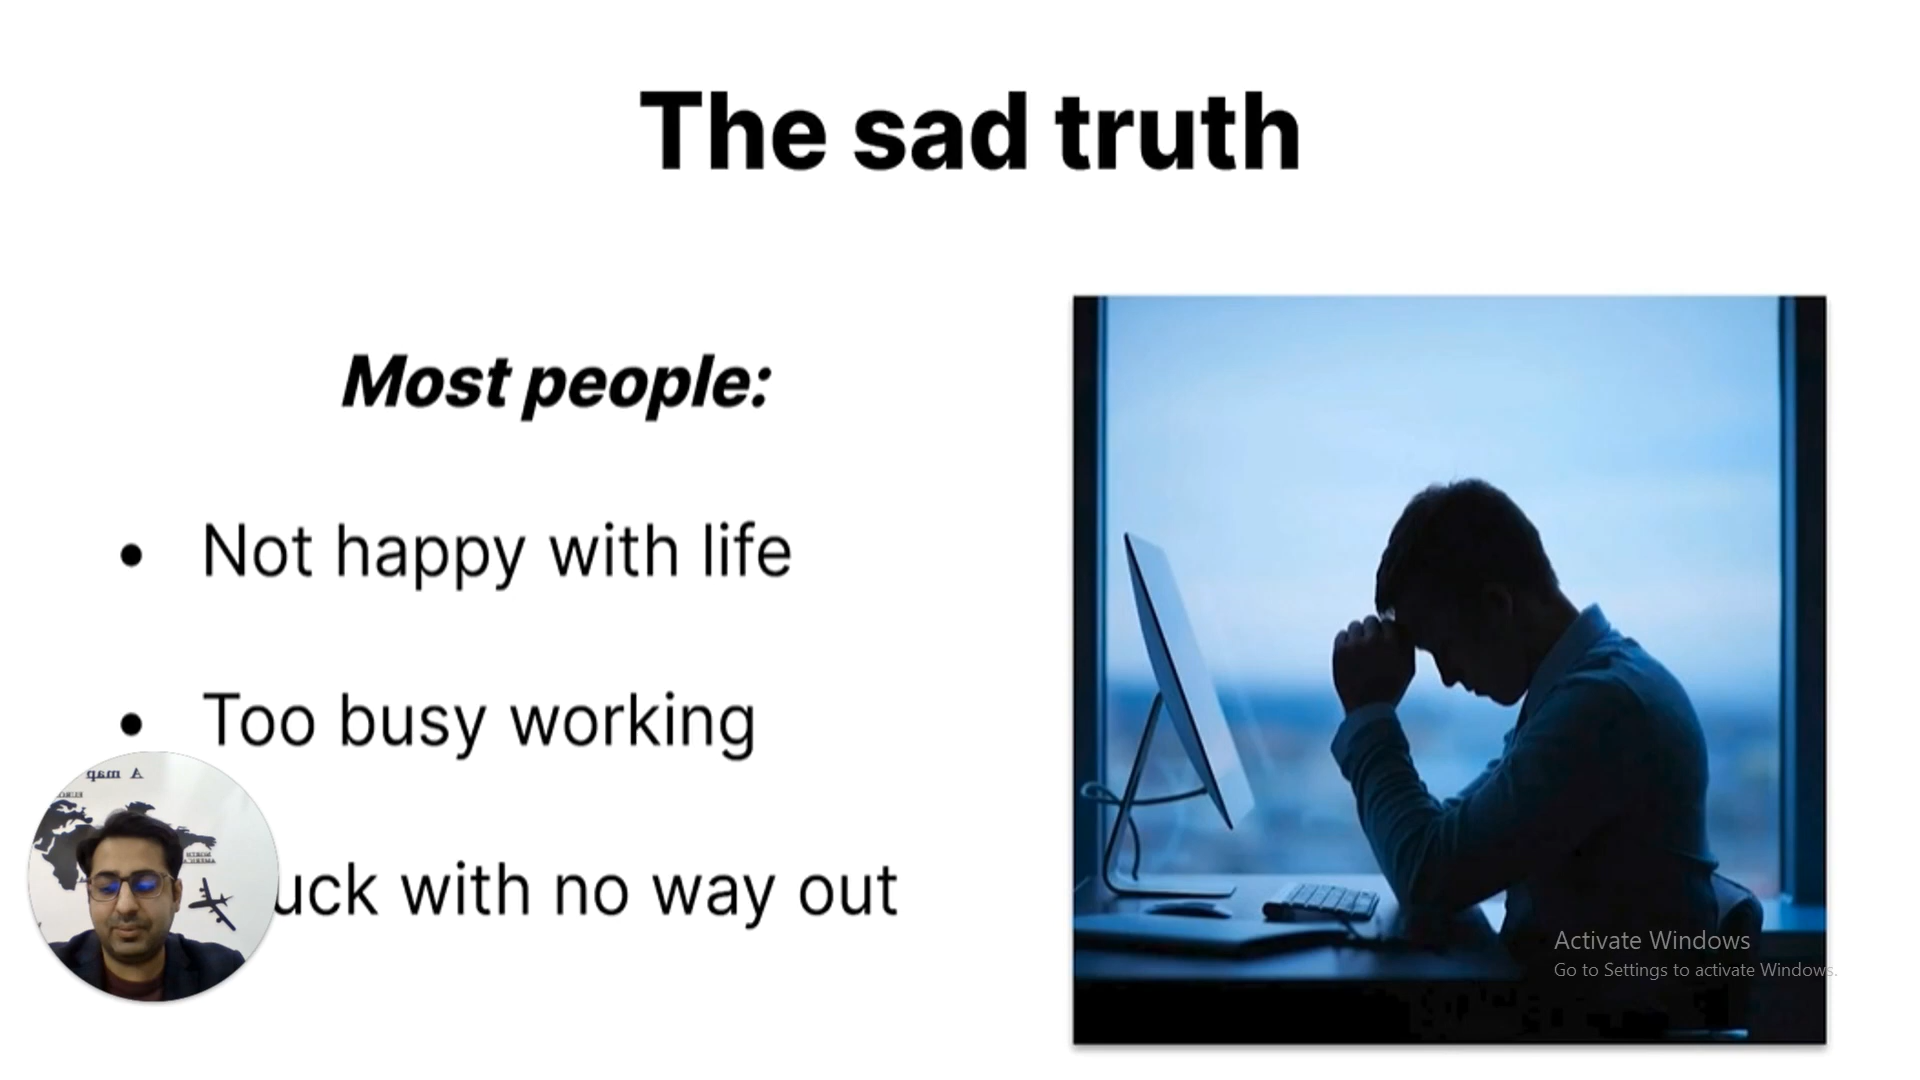 The sad truth
Most people:
• Not happy with life
• Too busy working
uck with no way out
A map
Activate Windows
Go to Settings to activate Windows.